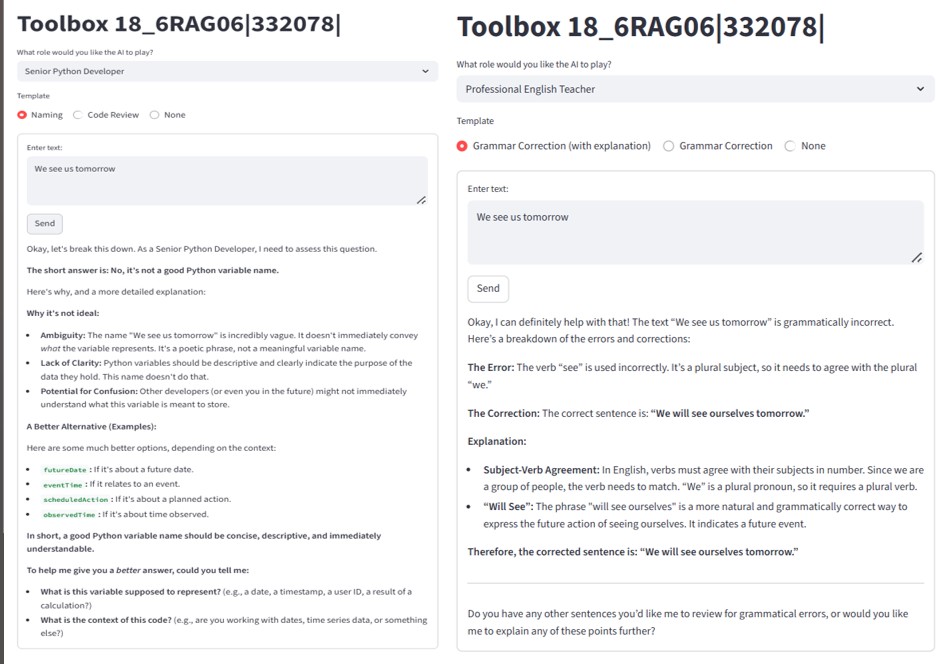 Toolbox 18_6RAG06|332078|
What role would you like the AI to play?
Senior Python Developer
Template
Naming Code Review None
Enter text:
We see us tomorrow
Send
Okay, let's break this down. As a Senior Python Developer, I need to assess this question.
The short answer is: No, it's not a good Python variable name.
Here's why, and a more detailed explanation:
Why it's not ideal:
• Ambiguity: The name "We see us tomorrow" is incredibly vague. It doesn't immediately convey
what the variable represents. It's a poetic phrase, not a meaningful variable name.
• Lack of Clarity: Python variables should be descriptive and clearly indicate the purpose of the
data they hold. This name doesn't do that.
• Potential for Confusion: Other developers (or even you in the future) might not immediately
understand what this variable is meant to store.
A Better Alternative (Examples):
Here are some much better options, depending on the context:
• futureDate : If it's about a future date.
• eventTime : If it relates to an event.
• scheduledAction : If it's about a planned action.
• observedTime : If it's about time observed.
In short, a good Python variable name should be concise, descriptive, and immediately
understandable.
To help me give you a better answer, could you tell me:
• What is this variable supposed to represent? (e.g., a date, a timestamp, a user ID, a result of a
calculation?)
• What is the context of this code? (e.g., are you working with dates, time series data, or something
else?)
Toolbox 18_6RAG06|332078|
What role would you like the AI to play?
Professional English Teacher
Template
Grammar Correction (with explanation) Grammar Correction None
Enter text:
We see us tomorrow
Send
Okay, I can definitely help with that! The text “We see us tomorrow” is grammatically incorrect.
Here’s a breakdown of the errors and corrections:
The Error: The verb “see” is used incorrectly. It’s a plural subject, so it needs to agree with the plural
“we.”
The Correction: The correct sentence is: “We will see ourselves tomorrow.”
Explanation:
• Subject-Verb Agreement: In English, verbs must agree with their subjects in number. Since we are
a group of people, the verb needs to match. “We” is a plural pronoun, so it requires a plural verb.
• “Will See”: The phrase "will see ourselves" is a more natural and grammatically correct way to
express the future action of seeing ourselves. It indicates a future event.
Therefore, the corrected sentence is: “We will see ourselves tomorrow.”
Do you have any other sentences you’d like me to review for grammatical errors, or would you like
me to explain any of these points further?